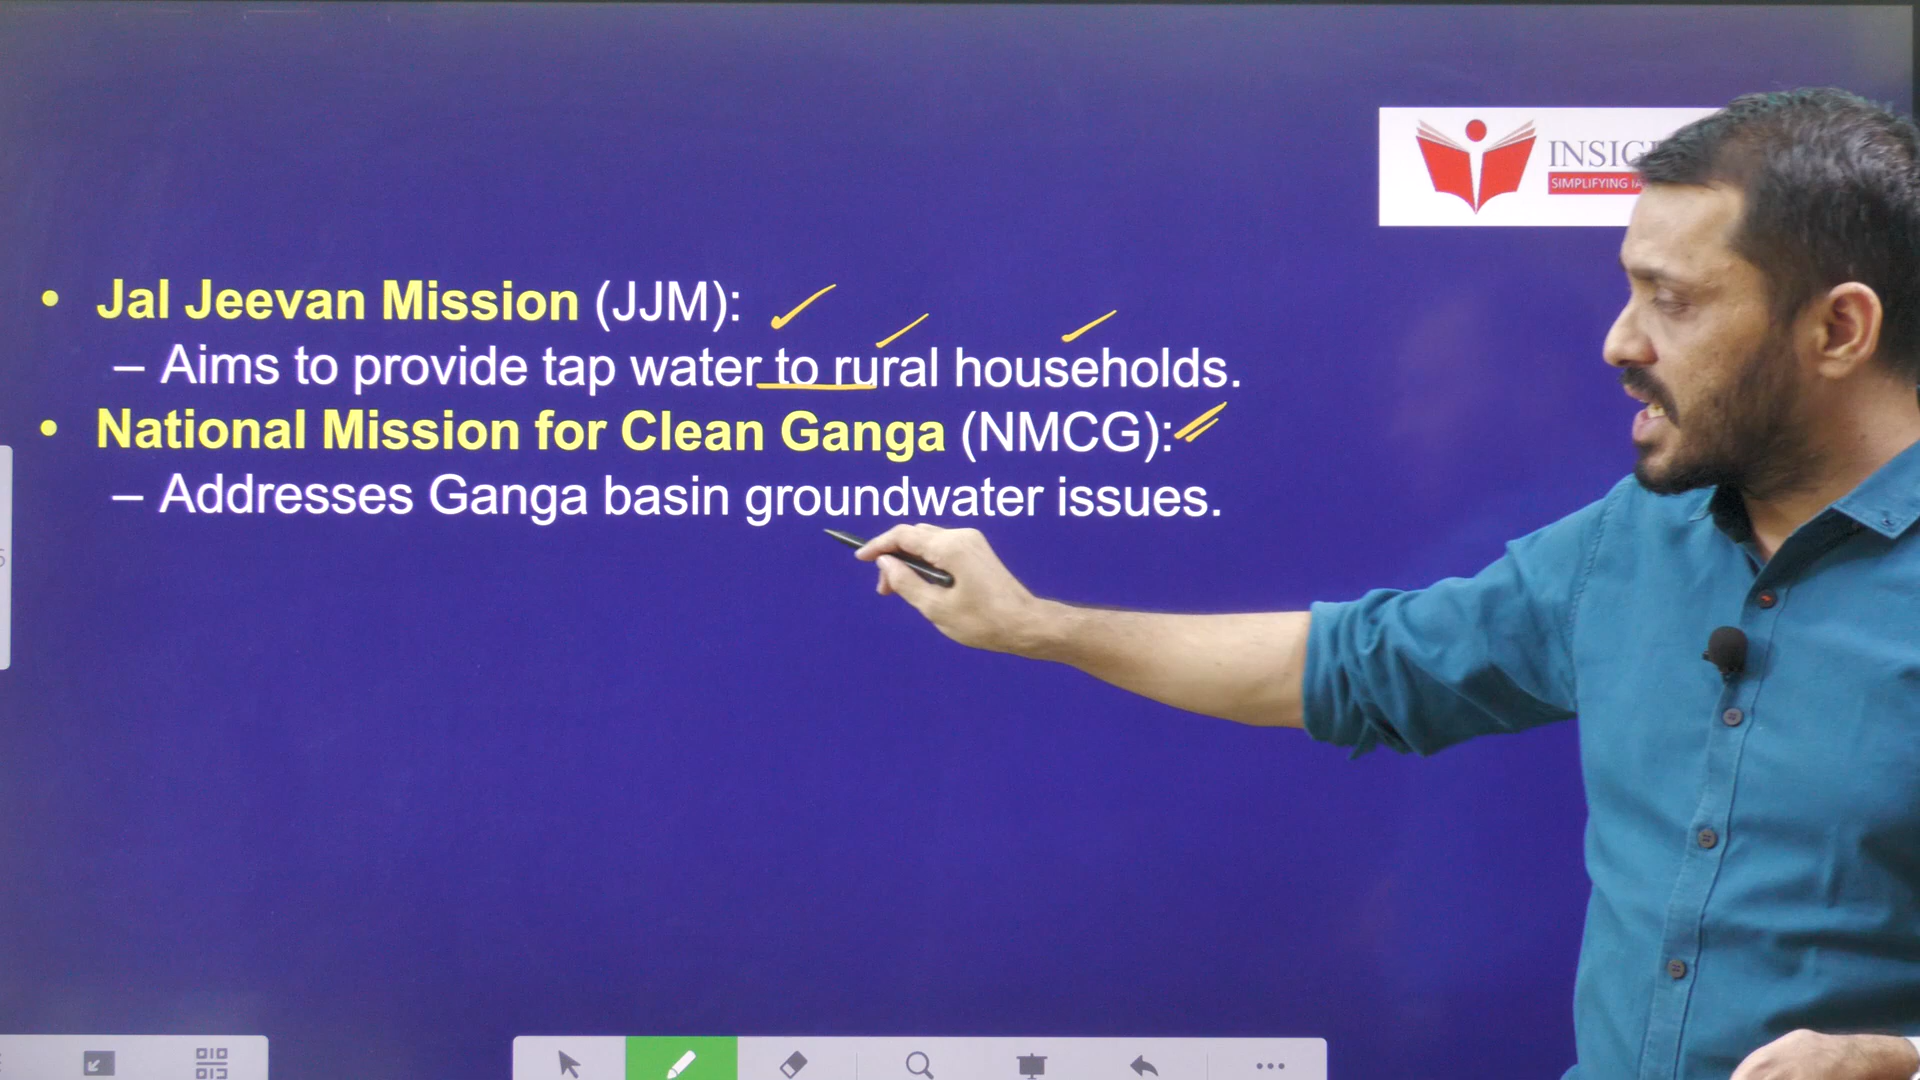 SIMPLIFYING
• Jal Jeevan Mission (JJM):
– Aims to provide tap water to rural households.
• National Mission for Clean Ganga (NMCG):
– Addresses Ganga basin groundwater issues.